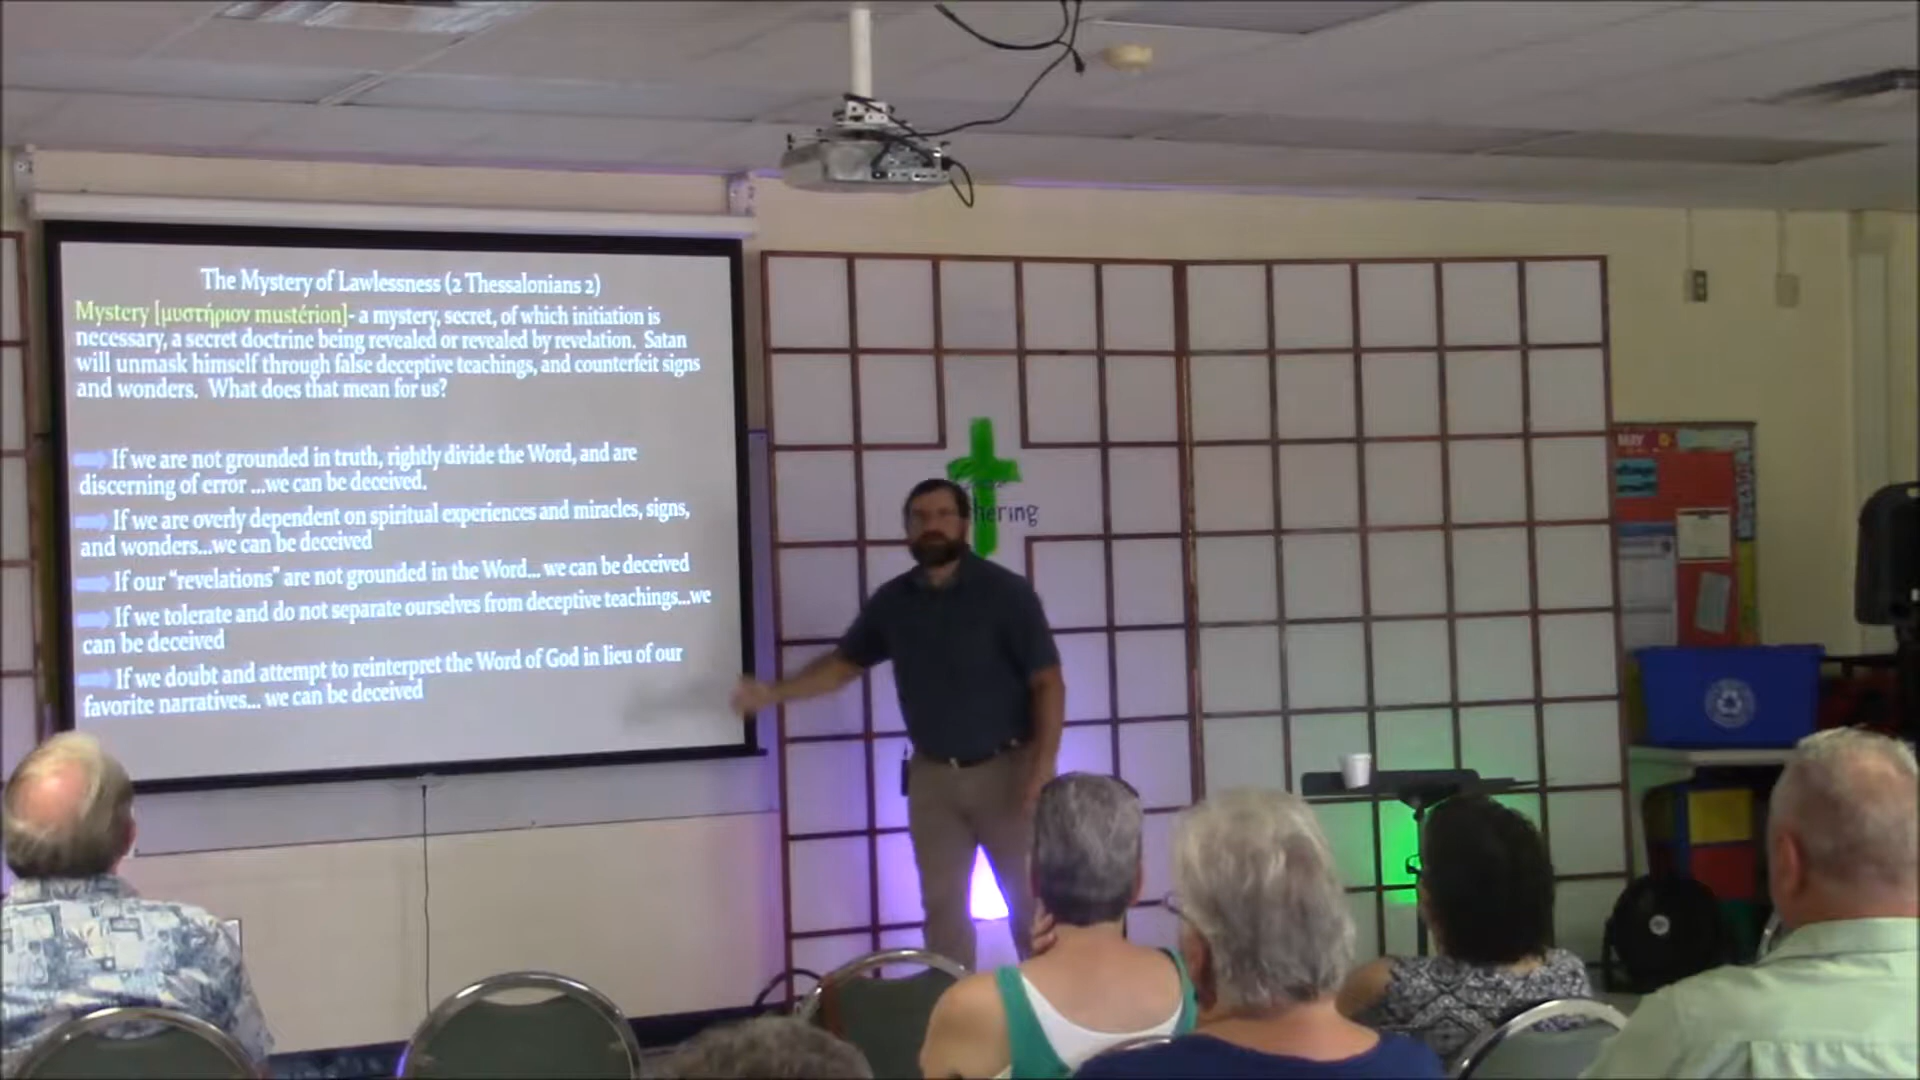 The Mystery of Lawlessness (2 Thessalonians 2)
Mystery [μυστήριον mustérion]- a mystery, secret, of which initiation is
necessary, a secret doctrine being revealed or revealed by revelation. Satan
will unmask himself through false deceptive teachings, and counterfeit signs
and wonders. What does that mean for us?
If we are not grounded in truth, rightly divide the Word, and are
discerning of error ...we can be deceived.
If we are overly dependent on spiritual experiences and miracles, signs,
and wonders...we can be deceived
If our “revelations” are not grounded in the Word... we can be deceived
If we tolerate and do not separate ourselves from deceptive teachings...we
can be deceived
If we doubt and attempt to reinterpret the Word of God in lieu of our
favorite narratives... we can be deceived
hering
MAY